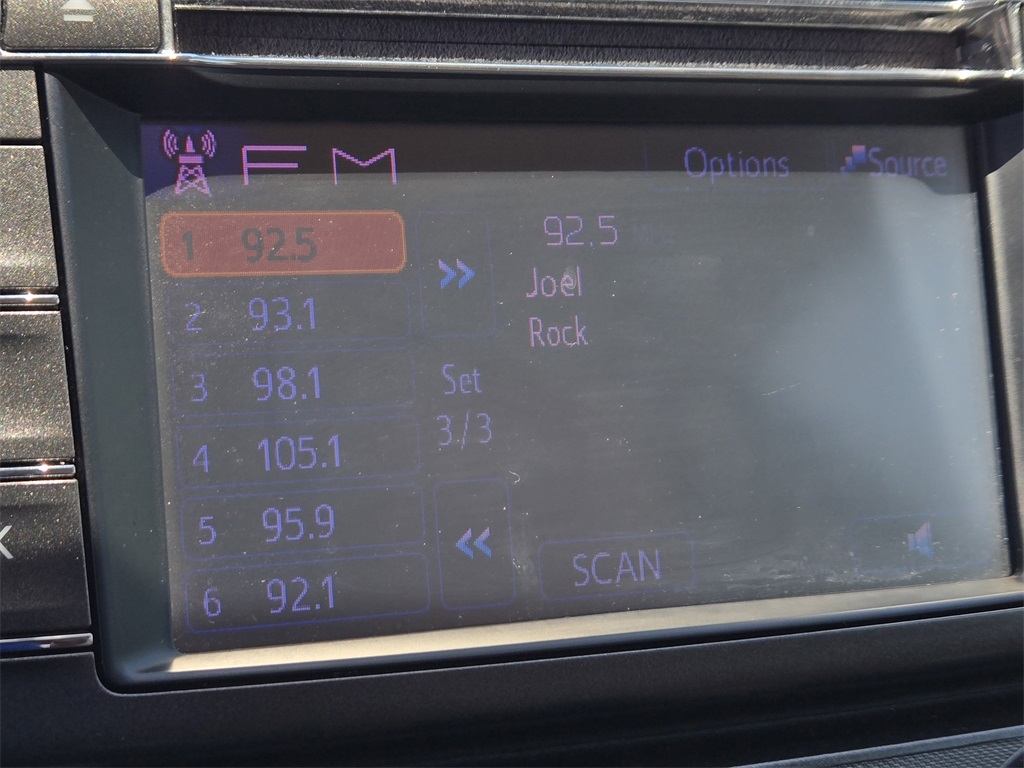 FM
Options
Source
1 92.5
2 93.1
3 98.1
4 105.1
5 95.9
6 92.1
Set
3/3
92.5
Joel
Rock
SCAN